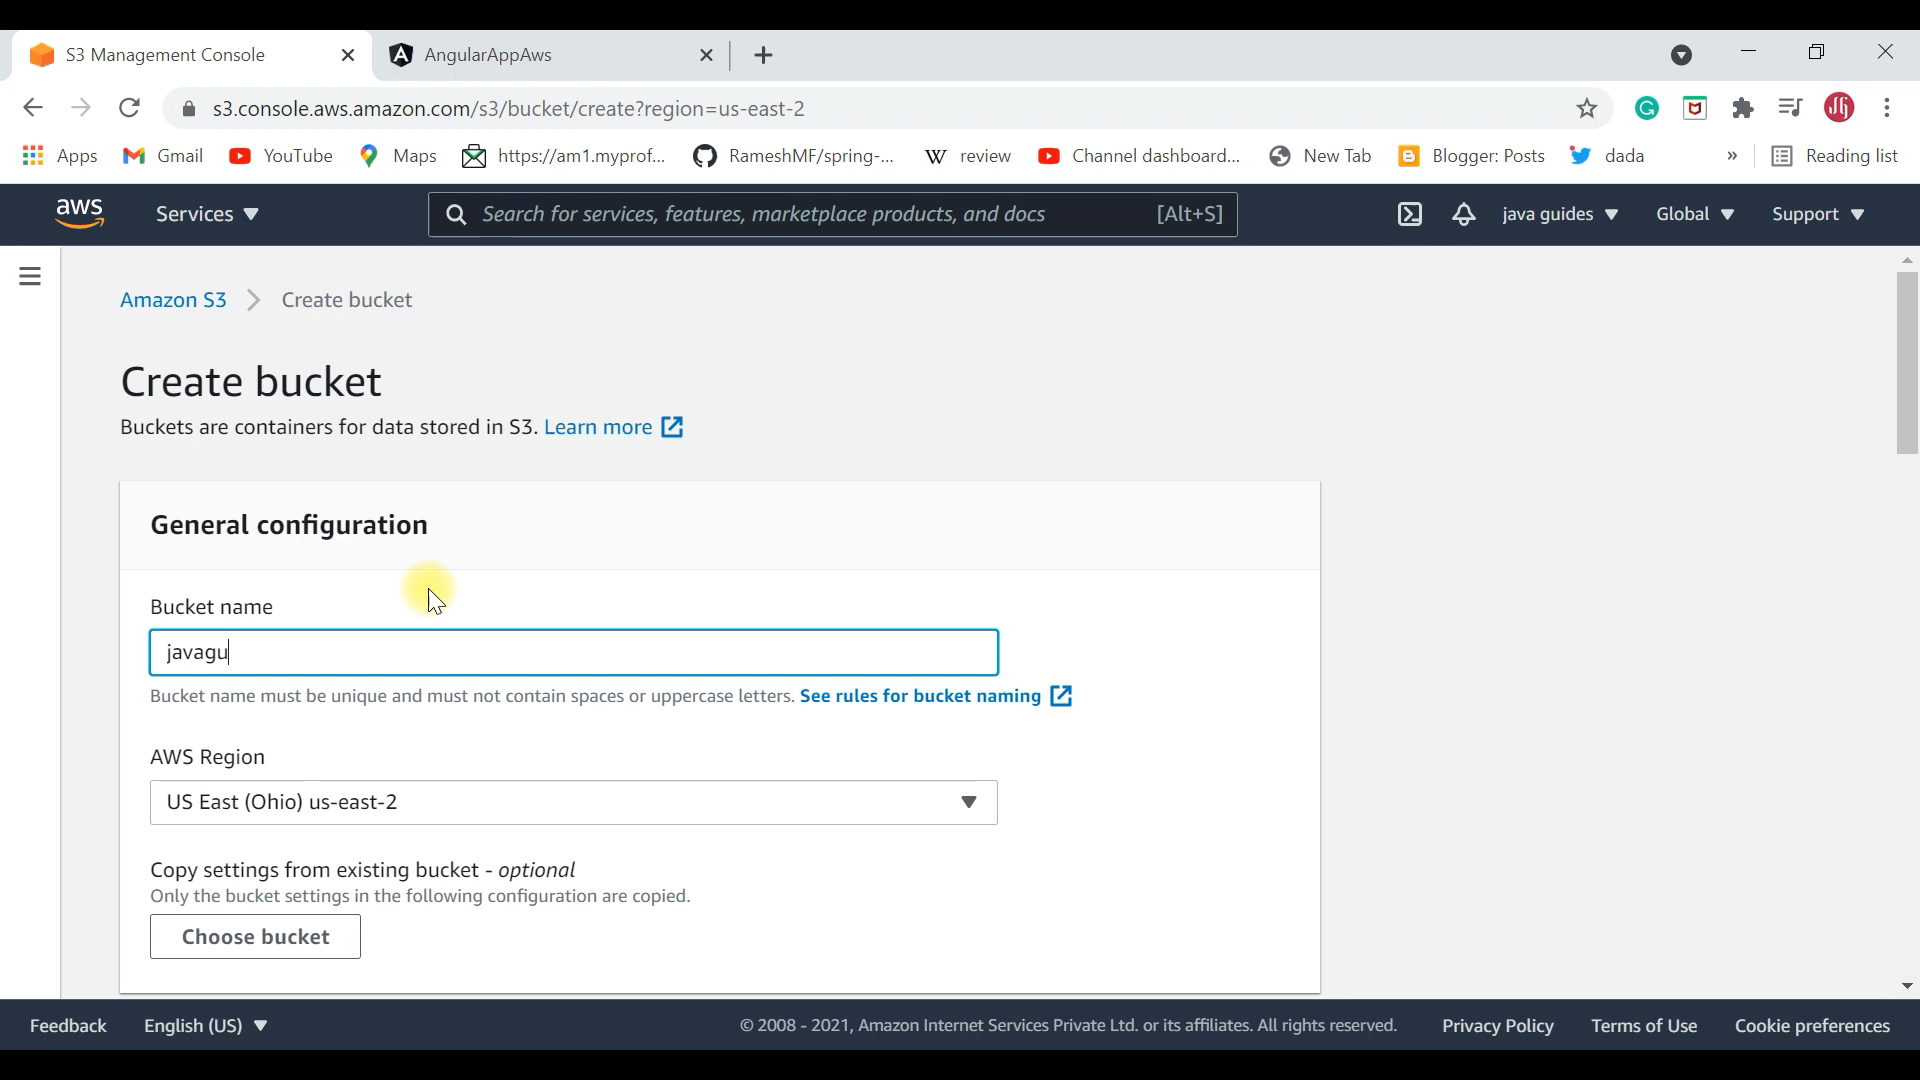 S3 Management Console
AngularAppAws
s3.console.aws.amazon.com/s3/bucket/create?region=us-east-2
Apps
Gmail
YouTube
Maps
https://am1.myprof...
RameshMF/spring-...
W review
Channel dashboard...
New Tab
Blogger: Posts
dada
»
Reading list
aws
Services
Search for services, features, marketplace products, and docs
[Alt+S]
java guides
Global
Support
Amazon S3
Create bucket
Create bucket
Buckets are containers for data stored in S3. Learn more
General configuration
Bucket name
javagu
Bucket name must be unique and must not contain spaces or uppercase letters. See rules for bucket naming
AWS Region
US East (Ohio) us-east-2
Copy settings from existing bucket - optional
Only the bucket settings in the following configuration are copied.
Choose bucket
Feedback
English (US)
© 2008 - 2021, Amazon Internet Services Private Ltd. or its affiliates. All rights reserved.
Privacy Policy
Terms of Use
Cookie preferences